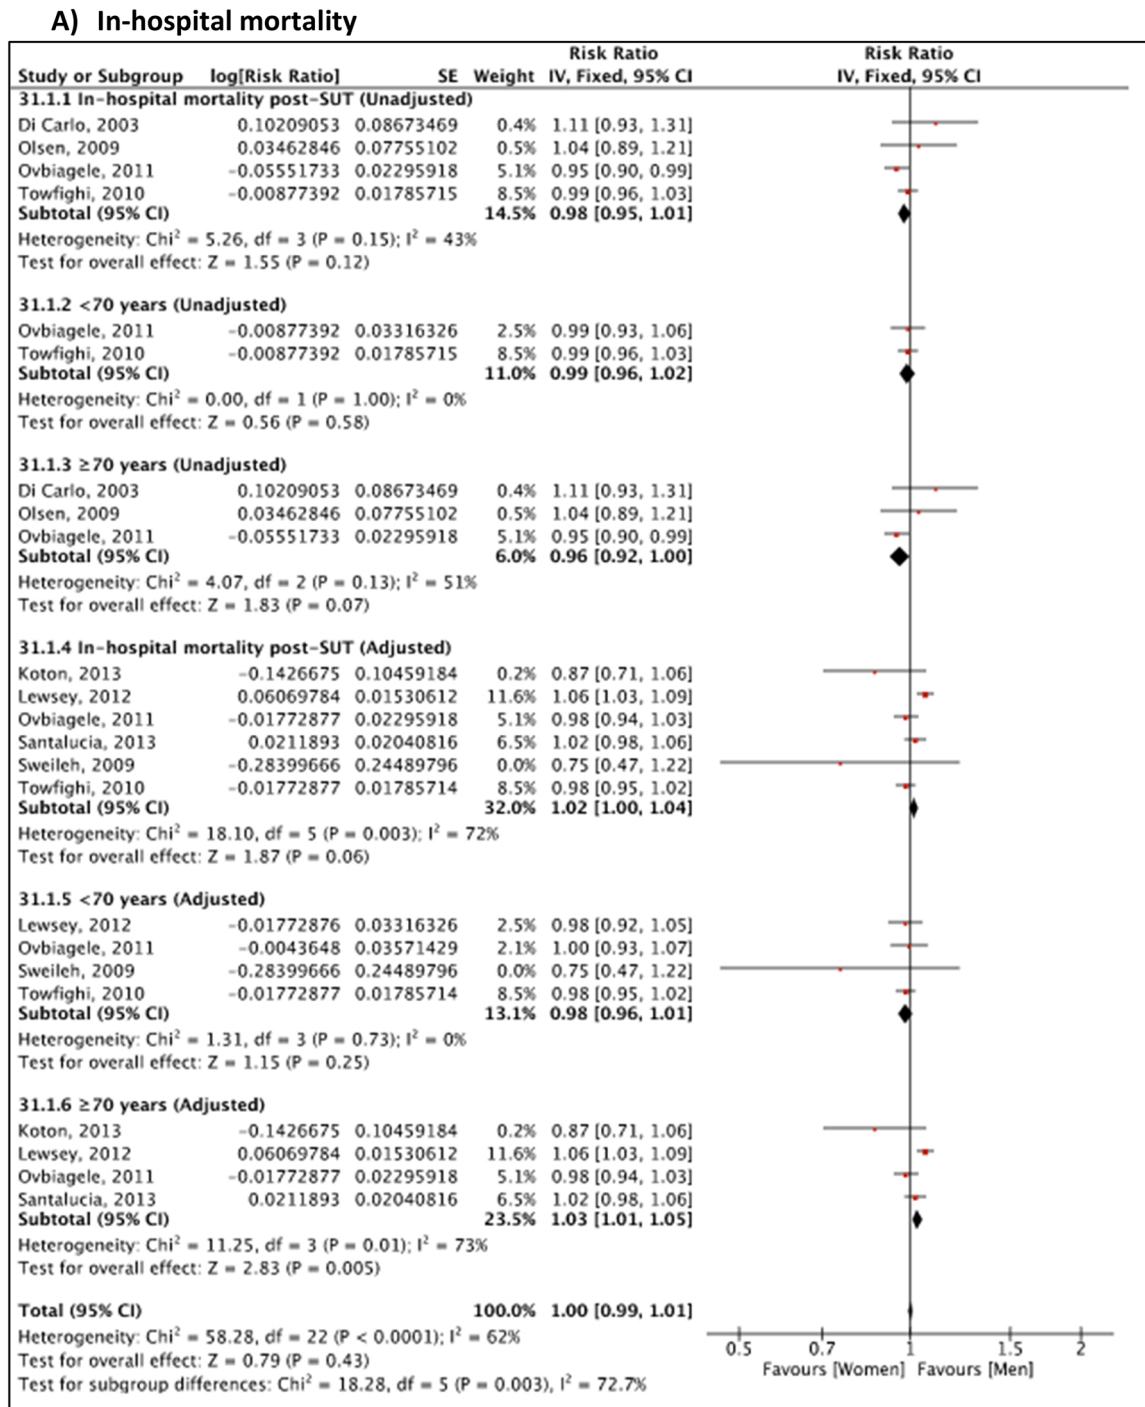 A) In-hospital mortality
Risk Ratio Risk Ratio
Study or Subgroup log[Risk Ratio] SE Weight IV, Fixed, 95% CI IV, Fixed, 95% CI
31.1.1 In-hospital mortality post-SUT (Unadjusted)
Di Carlo, 2003 0.10209053 0.08673469 0.4% 1.11 [0.93, 1.31]
Olsen, 2009 0.03462846 0.07755102 0.5% 1.04 [0.89, 1.21]
Ovbiagele, 2011 -0.05551733 0.02295918 5.1% 0.95 [0.90, 0.99]
Towfighi, 2010 -0.00877392 0.01785715 8.5% 0.99 [0.96, 1.03]
Subtotal (95% CI) 14.5% 0.98 [0.95, 1.01]
Heterogeneity: Chi² = 5.26, df = 3 (P = 0.15); I² = 43%
Test for overall effect: Z = 1.55 (P = 0.12)
31.1.2 <70 years (Unadjusted)
Ovbiagele, 2011 -0.00877392 0.03316326 2.5% 0.99 [0.93, 1.06]
Towfighi, 2010 -0.00877392 0.01785715 8.5% 0.99 [0.96, 1.03]
Subtotal (95% CI) 11.0% 0.99 [0.96, 1.02]
Heterogeneity: Chi² = 0.00, df = 1 (P = 1.00); I² = 0%
Test for overall effect: Z = 0.56 (P = 0.58)
31.1.3 ≥70 years (Unadjusted)
Di Carlo, 2003 0.10209053 0.08673469 0.4% 1.11 [0.93, 1.31]
Olsen, 2009 0.03462846 0.07755102 0.5% 1.04 [0.89, 1.21]
Ovbiagele, 2011 -0.05551733 0.02295918 5.1% 0.95 [0.90, 0.99]
Subtotal (95% CI) 6.0% 0.96 [0.92, 1.00]
Heterogeneity: Chi² = 4.07, df = 2 (P = 0.13); I² = 51%
Test for overall effect: Z = 1.83 (P = 0.07)
31.1.4 In-hospital mortality post-SUT (Adjusted)
Koton, 2013 -0.1426675 0.10459184 0.2% 0.87 [0.71, 1.06]
Lewsey, 2012 0.06069784 0.01530612 11.6% 1.06 [1.03, 1.09]
Ovbiagele, 2011 -0.01772877 0.02295918 5.1% 0.98 [0.94, 1.03]
Santalucia, 2013 0.0211893 0.02040816 6.5% 1.02 [0.98, 1.06]
Sweileh, 2009 -0.28399666 0.24489796 0.0% 0.75 [0.47, 1.22]
Towfighi, 2010 -0.01772877 0.01785714 8.5% 0.98 [0.95, 1.02]
Subtotal (95% CI) 32.0% 1.02 [1.00, 1.04]
Heterogeneity: Chi² = 18.10, df = 5 (P = 0.003); I² = 72%
Test for overall effect: Z = 1.87 (P = 0.06)
31.1.5 <70 years (Adjusted)
Lewsey, 2012 -0.01772876 0.03316326 2.5% 0.98 [0.92, 1.05]
Ovbiagele, 2011 -0.0043648 0.03571429 2.1% 1.00 [0.93, 1.07]
Sweileh, 2009 -0.28399666 0.24489796 0.0% 0.75 [0.47, 1.22]
Towfighi, 2010 -0.01772877 0.01785714 8.5% 0.98 [0.95, 1.02]
Subtotal (95% CI) 13.1% 0.98 [0.96, 1.01]
Heterogeneity: Chi² = 1.31, df = 3 (P = 0.73); I² = 0%
Test for overall effect: Z = 1.15 (P = 0.25)
31.1.6 ≥70 years (Adjusted)
Koton, 2013 -0.1426675 0.10459184 0.2% 0.87 [0.71, 1.06]
Lewsey, 2012 0.06069784 0.01530612 11.6% 1.06 [1.03, 1.09]
Ovbiagele, 2011 -0.01772877 0.02295918 5.1% 0.98 [0.94, 1.03]
Santalucia, 2013 0.0211893 0.02040816 6.5% 1.02 [0.98, 1.06]
Subtotal (95% CI) 23.5% 1.03 [1.01, 1.05]
Heterogeneity: Chi² = 11.25, df = 3 (P = 0.01); I² = 73%
Test for overall effect: Z = 2.83 (P = 0.005)
Total (95% CI) 100.0% 1.00 [0.99, 1.01]
Heterogeneity: Chi² = 58.28, df = 22 (P < 0.0001); I² = 62%
Test for overall effect: Z = 0.79 (P = 0.43)
Test for subgroup differences: Chi² = 18.28, df = 5 (P = 0.003), I² = 72.7%
0.5 0.7 1 1.5 2
Favours [Women] Favours [Men]